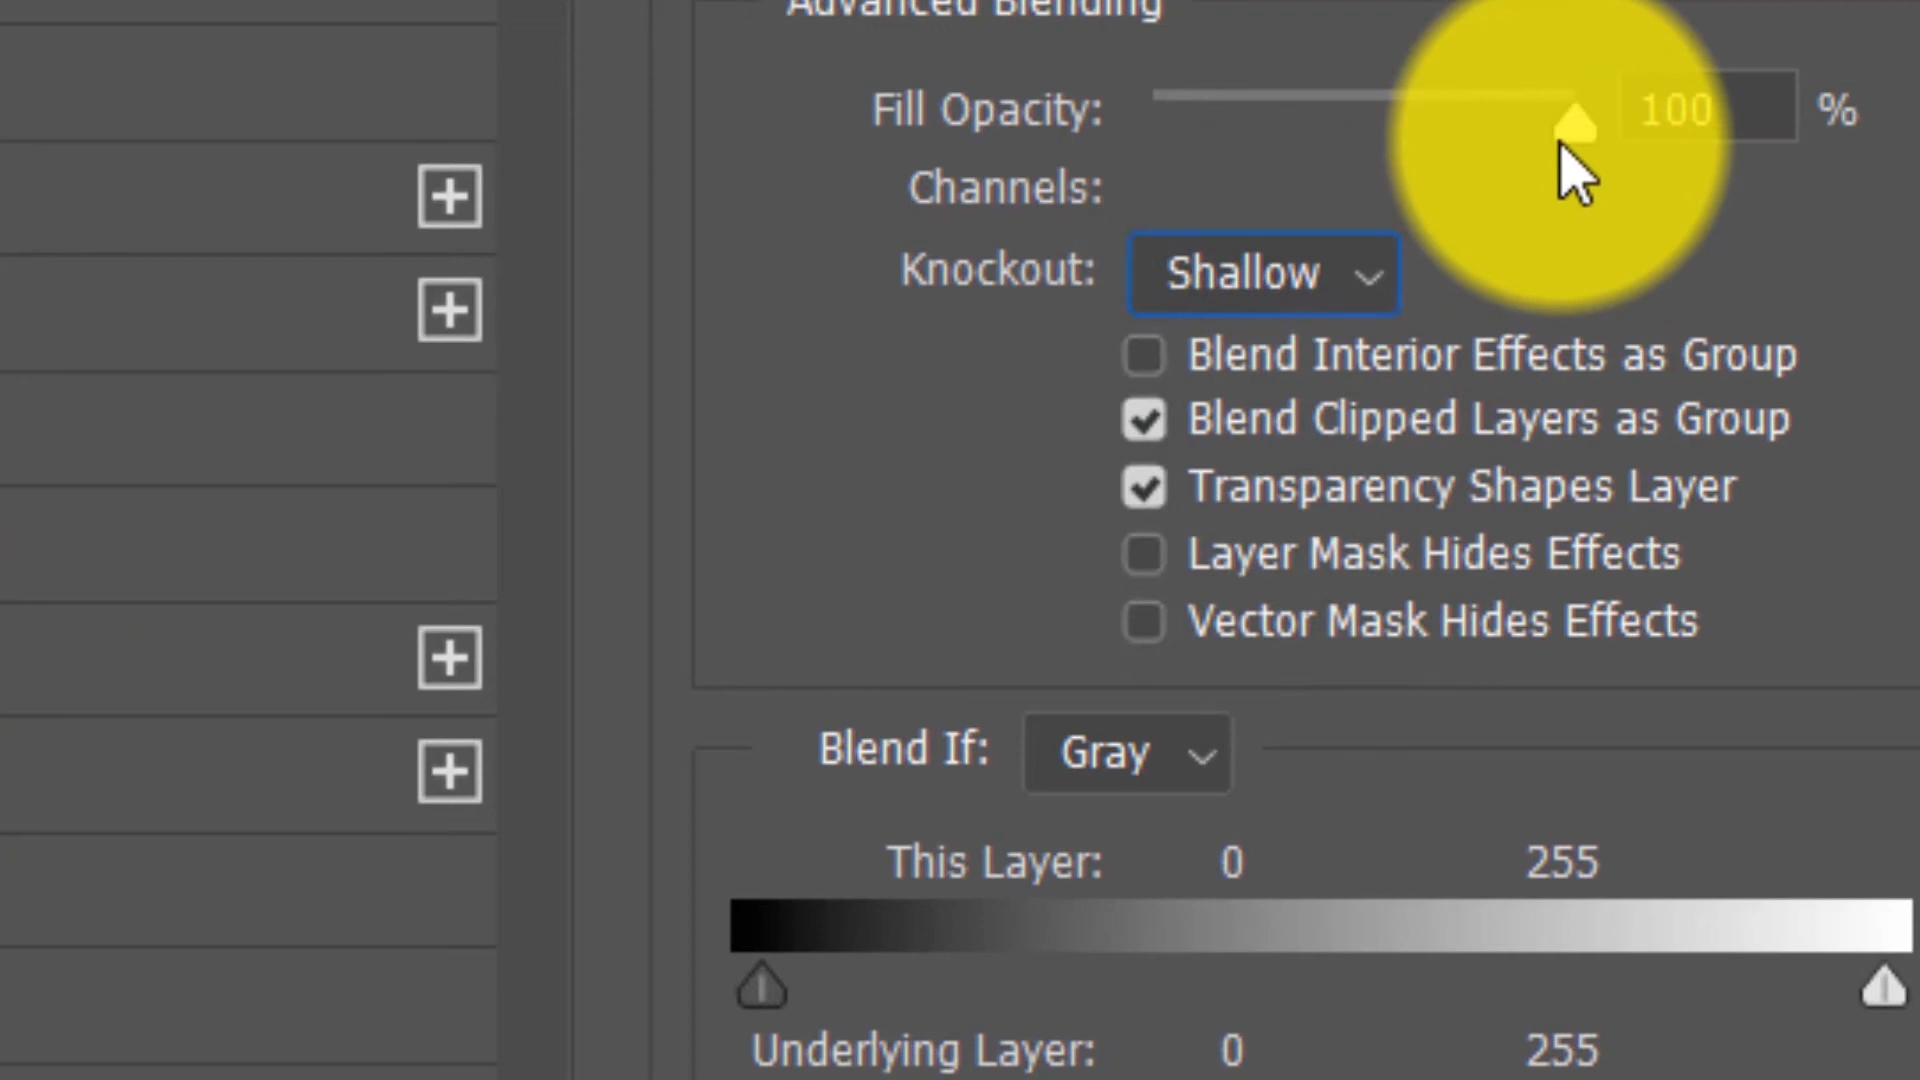 Advanced Blending
Fill Opacity: 100 %
Channels:
Knockout: Shallow
Blend Interior Effects as Group
Blend Clipped Layers as Group
Transparency Shapes Layer
Layer Mask Hides Effects
Vector Mask Hides Effects
Blend If: Gray
This Layer: 0 255
Underlying Layer: 0 255